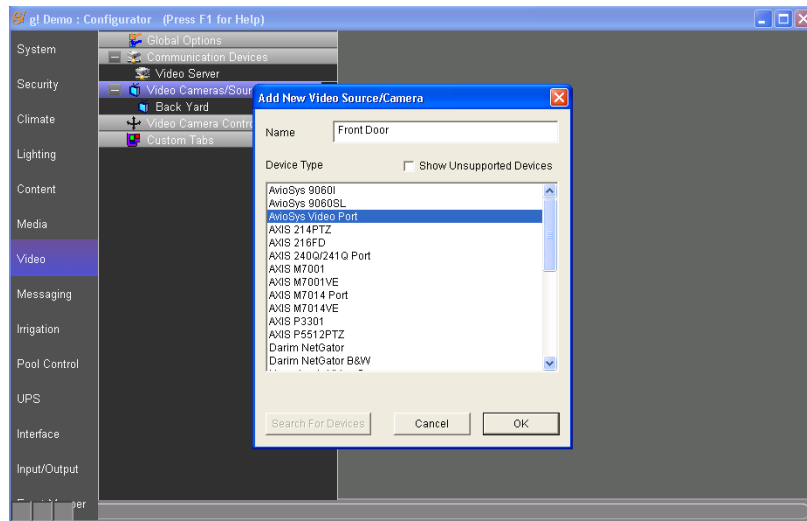 g! Demo : Configurator (Press F1 for Help)
System
Security
Climate
Lighting
Content
Media
Video
Messaging
Irrigation
Pool Control
UPS
Interface
Input/Output
Global Options
Communication Devices
Video Server
Video Cameras/Sour
Back Yard
Video Camera Contro
Custom Tabs
Add New Video Source/Camera
Name Front Door
Device Type Show Unsupported Devices
AvioSys 9060I
AvioSys 9060SL
AvioSys Video Port
AXIS 214PTZ
AXIS 216FD
AXIS 240Q/241Q Port
AXIS M7001
AXIS M7001VE
AXIS M7014 Port
AXIS M7014VE
AXIS P3301
AXIS P5512PTZ
Darim NetGator
Darim NetGator B&W
Search For Devices Cancel OK